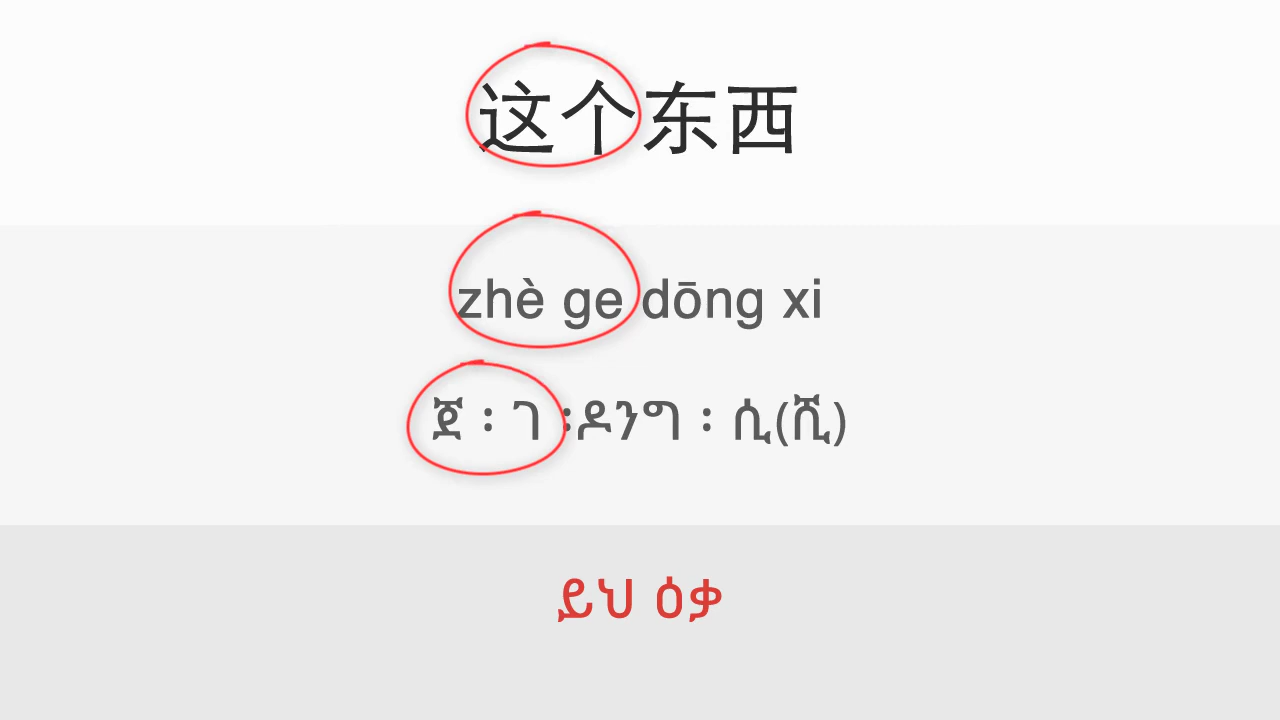 这个东西
zhè ge dōng xi
ጀ ፡ ገ ፡ዶንግ ፡ ሲ(ሺ)
ይህ ዕቃ